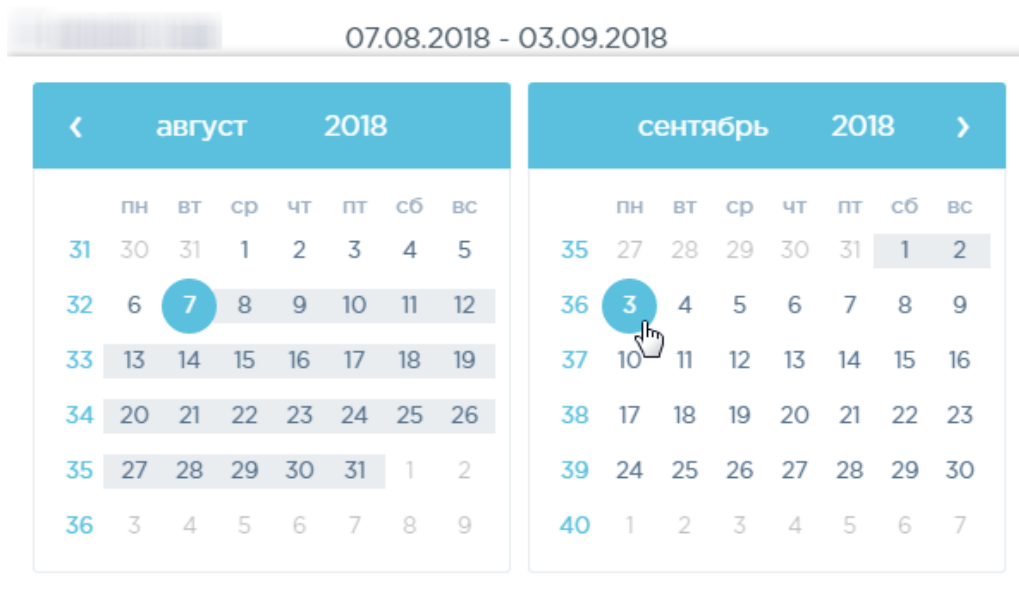 07.08.2018 - 03.09.2018
август 2018
пн вт ср чт пт сб вс
31 30 31 1 2 3 4 5
32 6 7 8 9 10 11 12
33 13 14 15 16 17 18 19
34 20 21 22 23 24 25 26
35 27 28 29 30 31 1 2
36 3 4 5 6 7 8 9
сентябрь 2018
пн вт ср чт пт сб вс
35 27 28 29 30 31 1 2
36 3 4 5 6 7 8 9
37 10 11 12 13 14 15 16
38 17 18 19 20 21 22 23
39 24 25 26 27 28 29 30
40 1 2 3 4 5 6 7